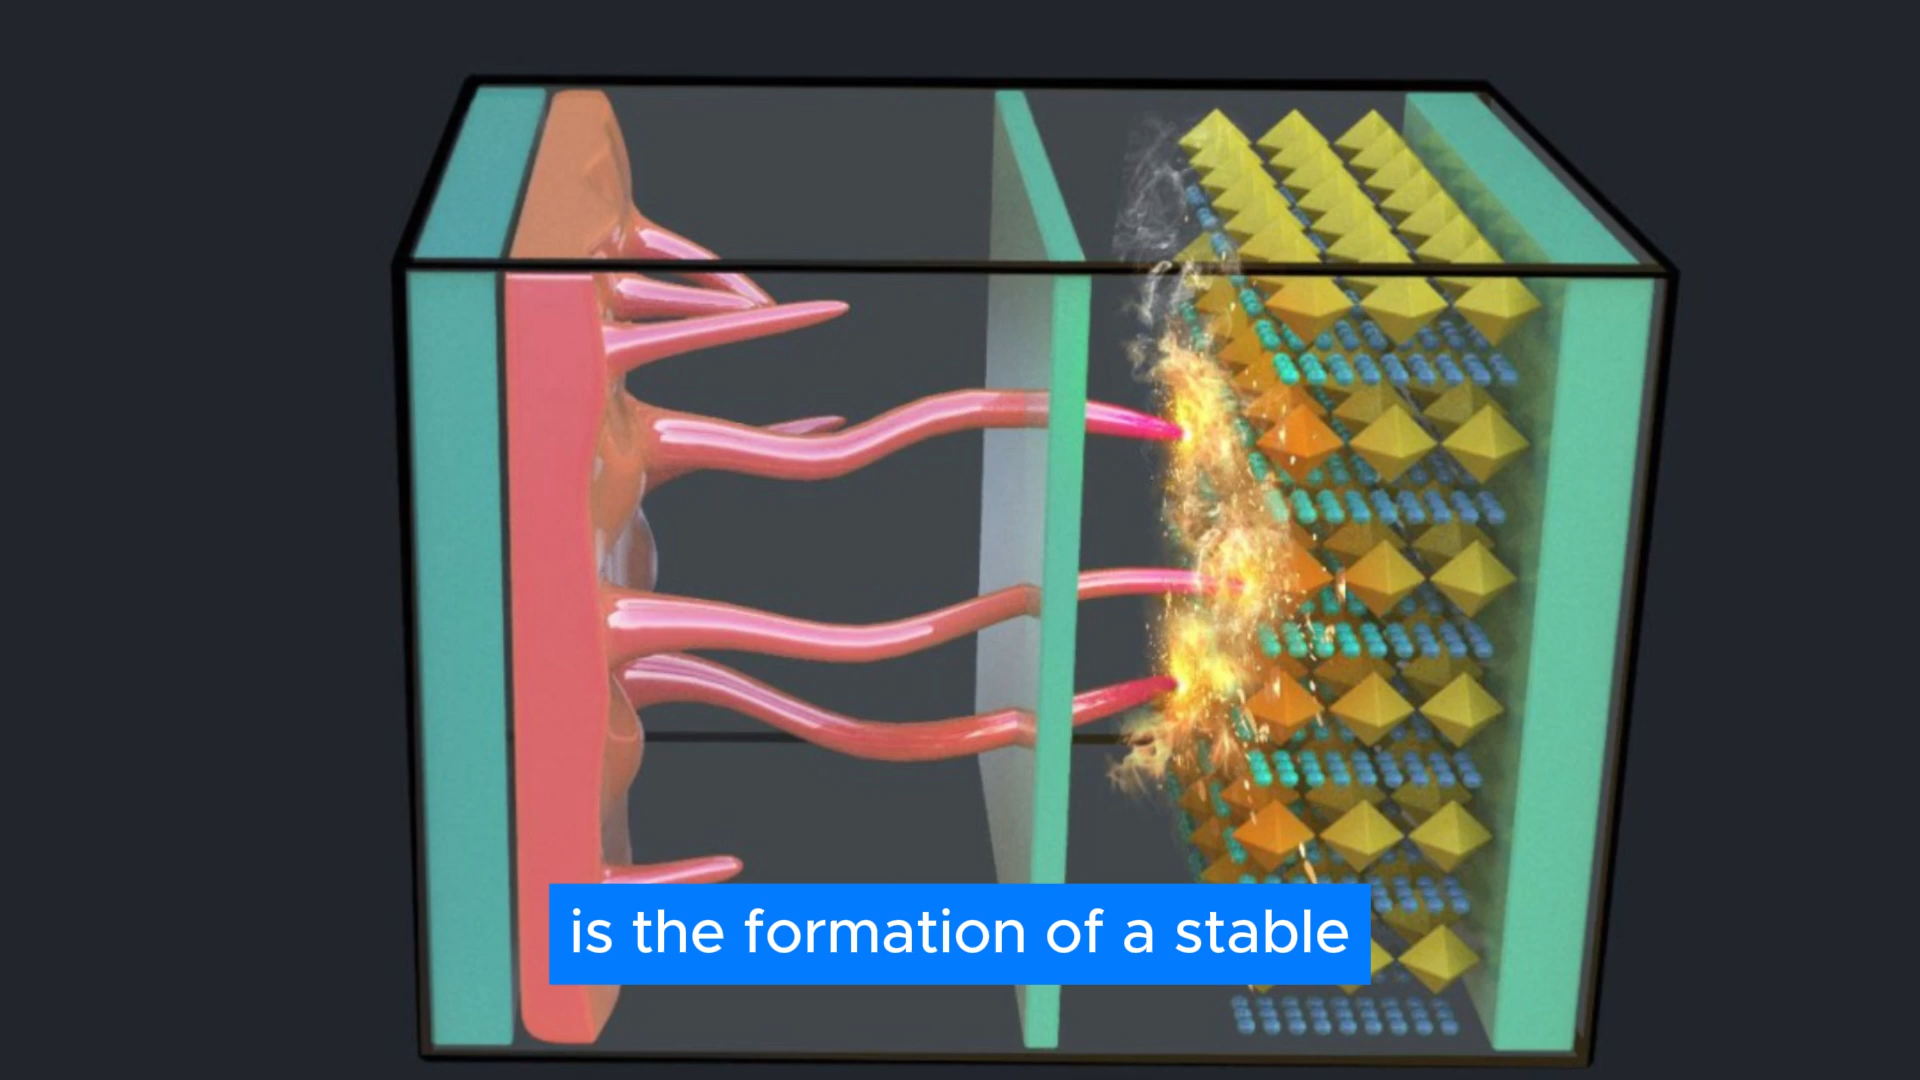 is the formation of a stable